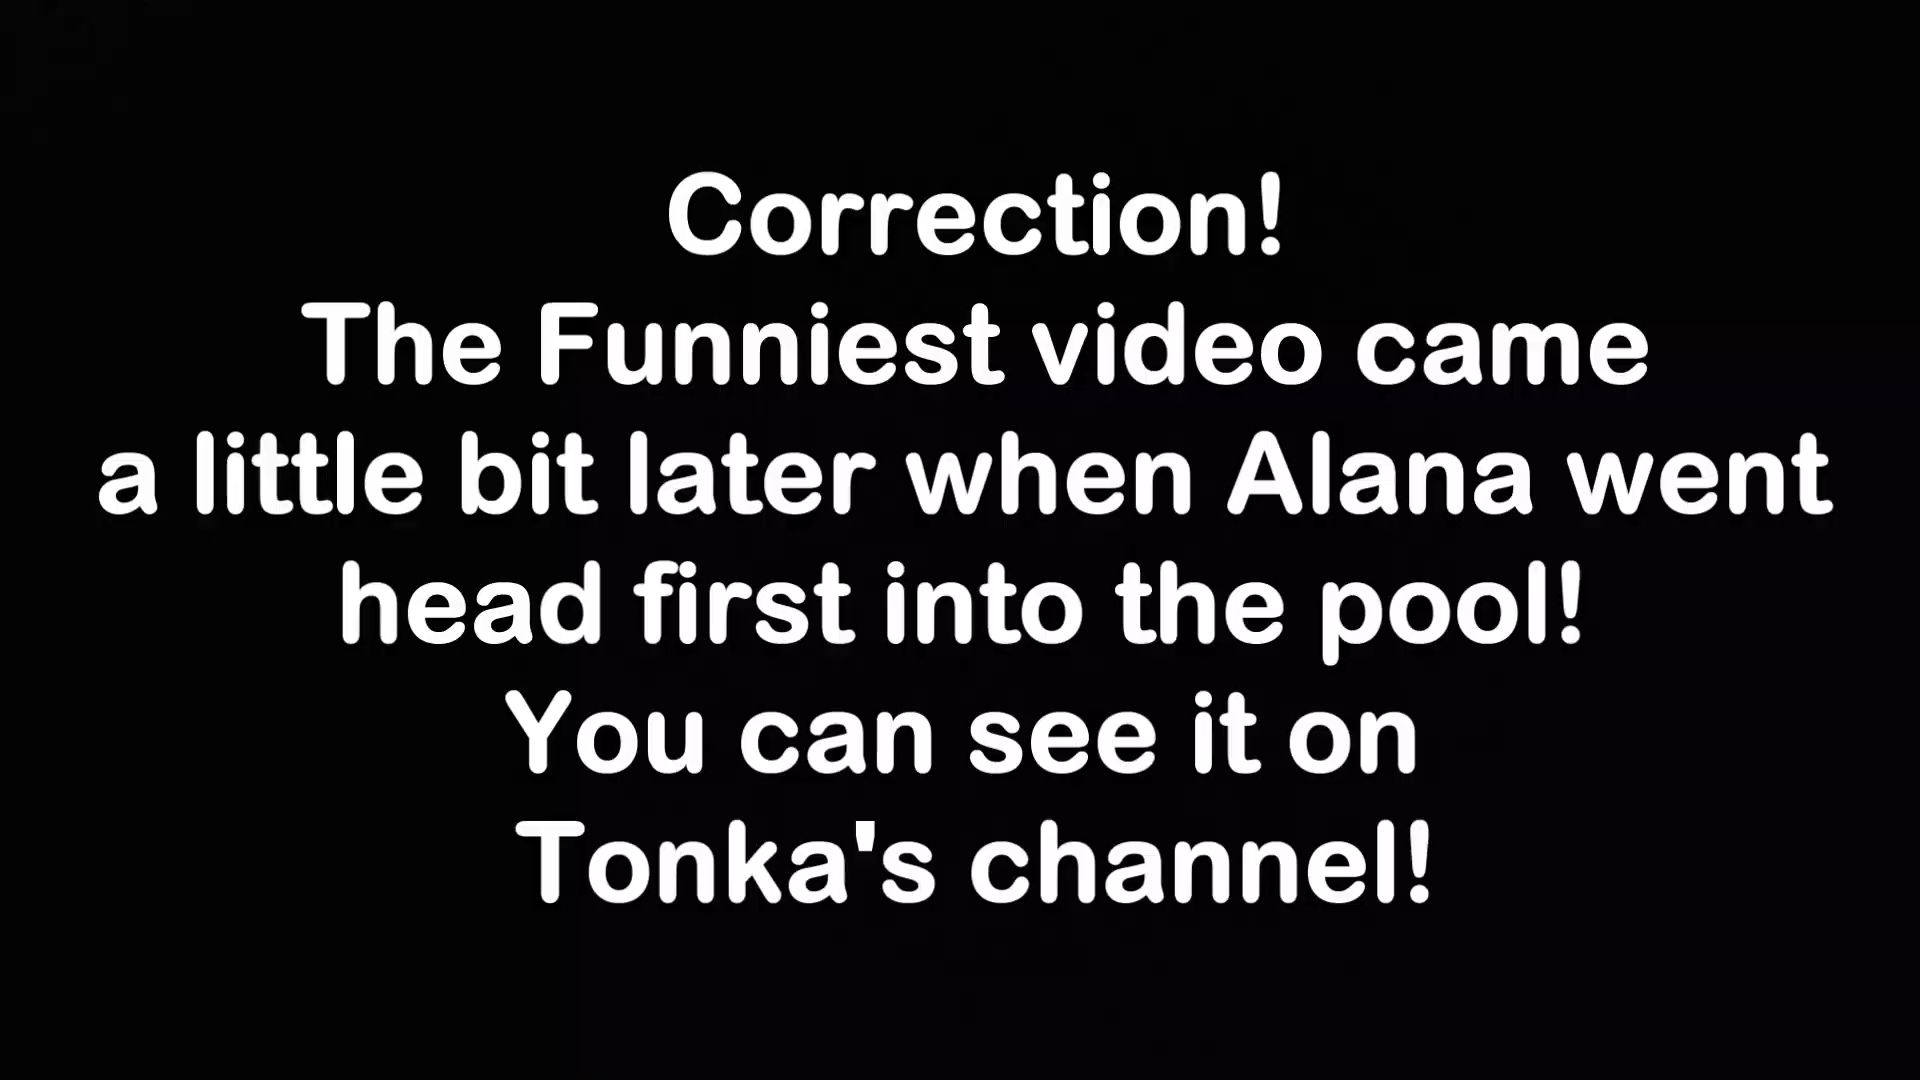 Correction!
The Funniest video came
a little bit later when Alana went
head first into the pool!
You can see it on
Tonka's channel!